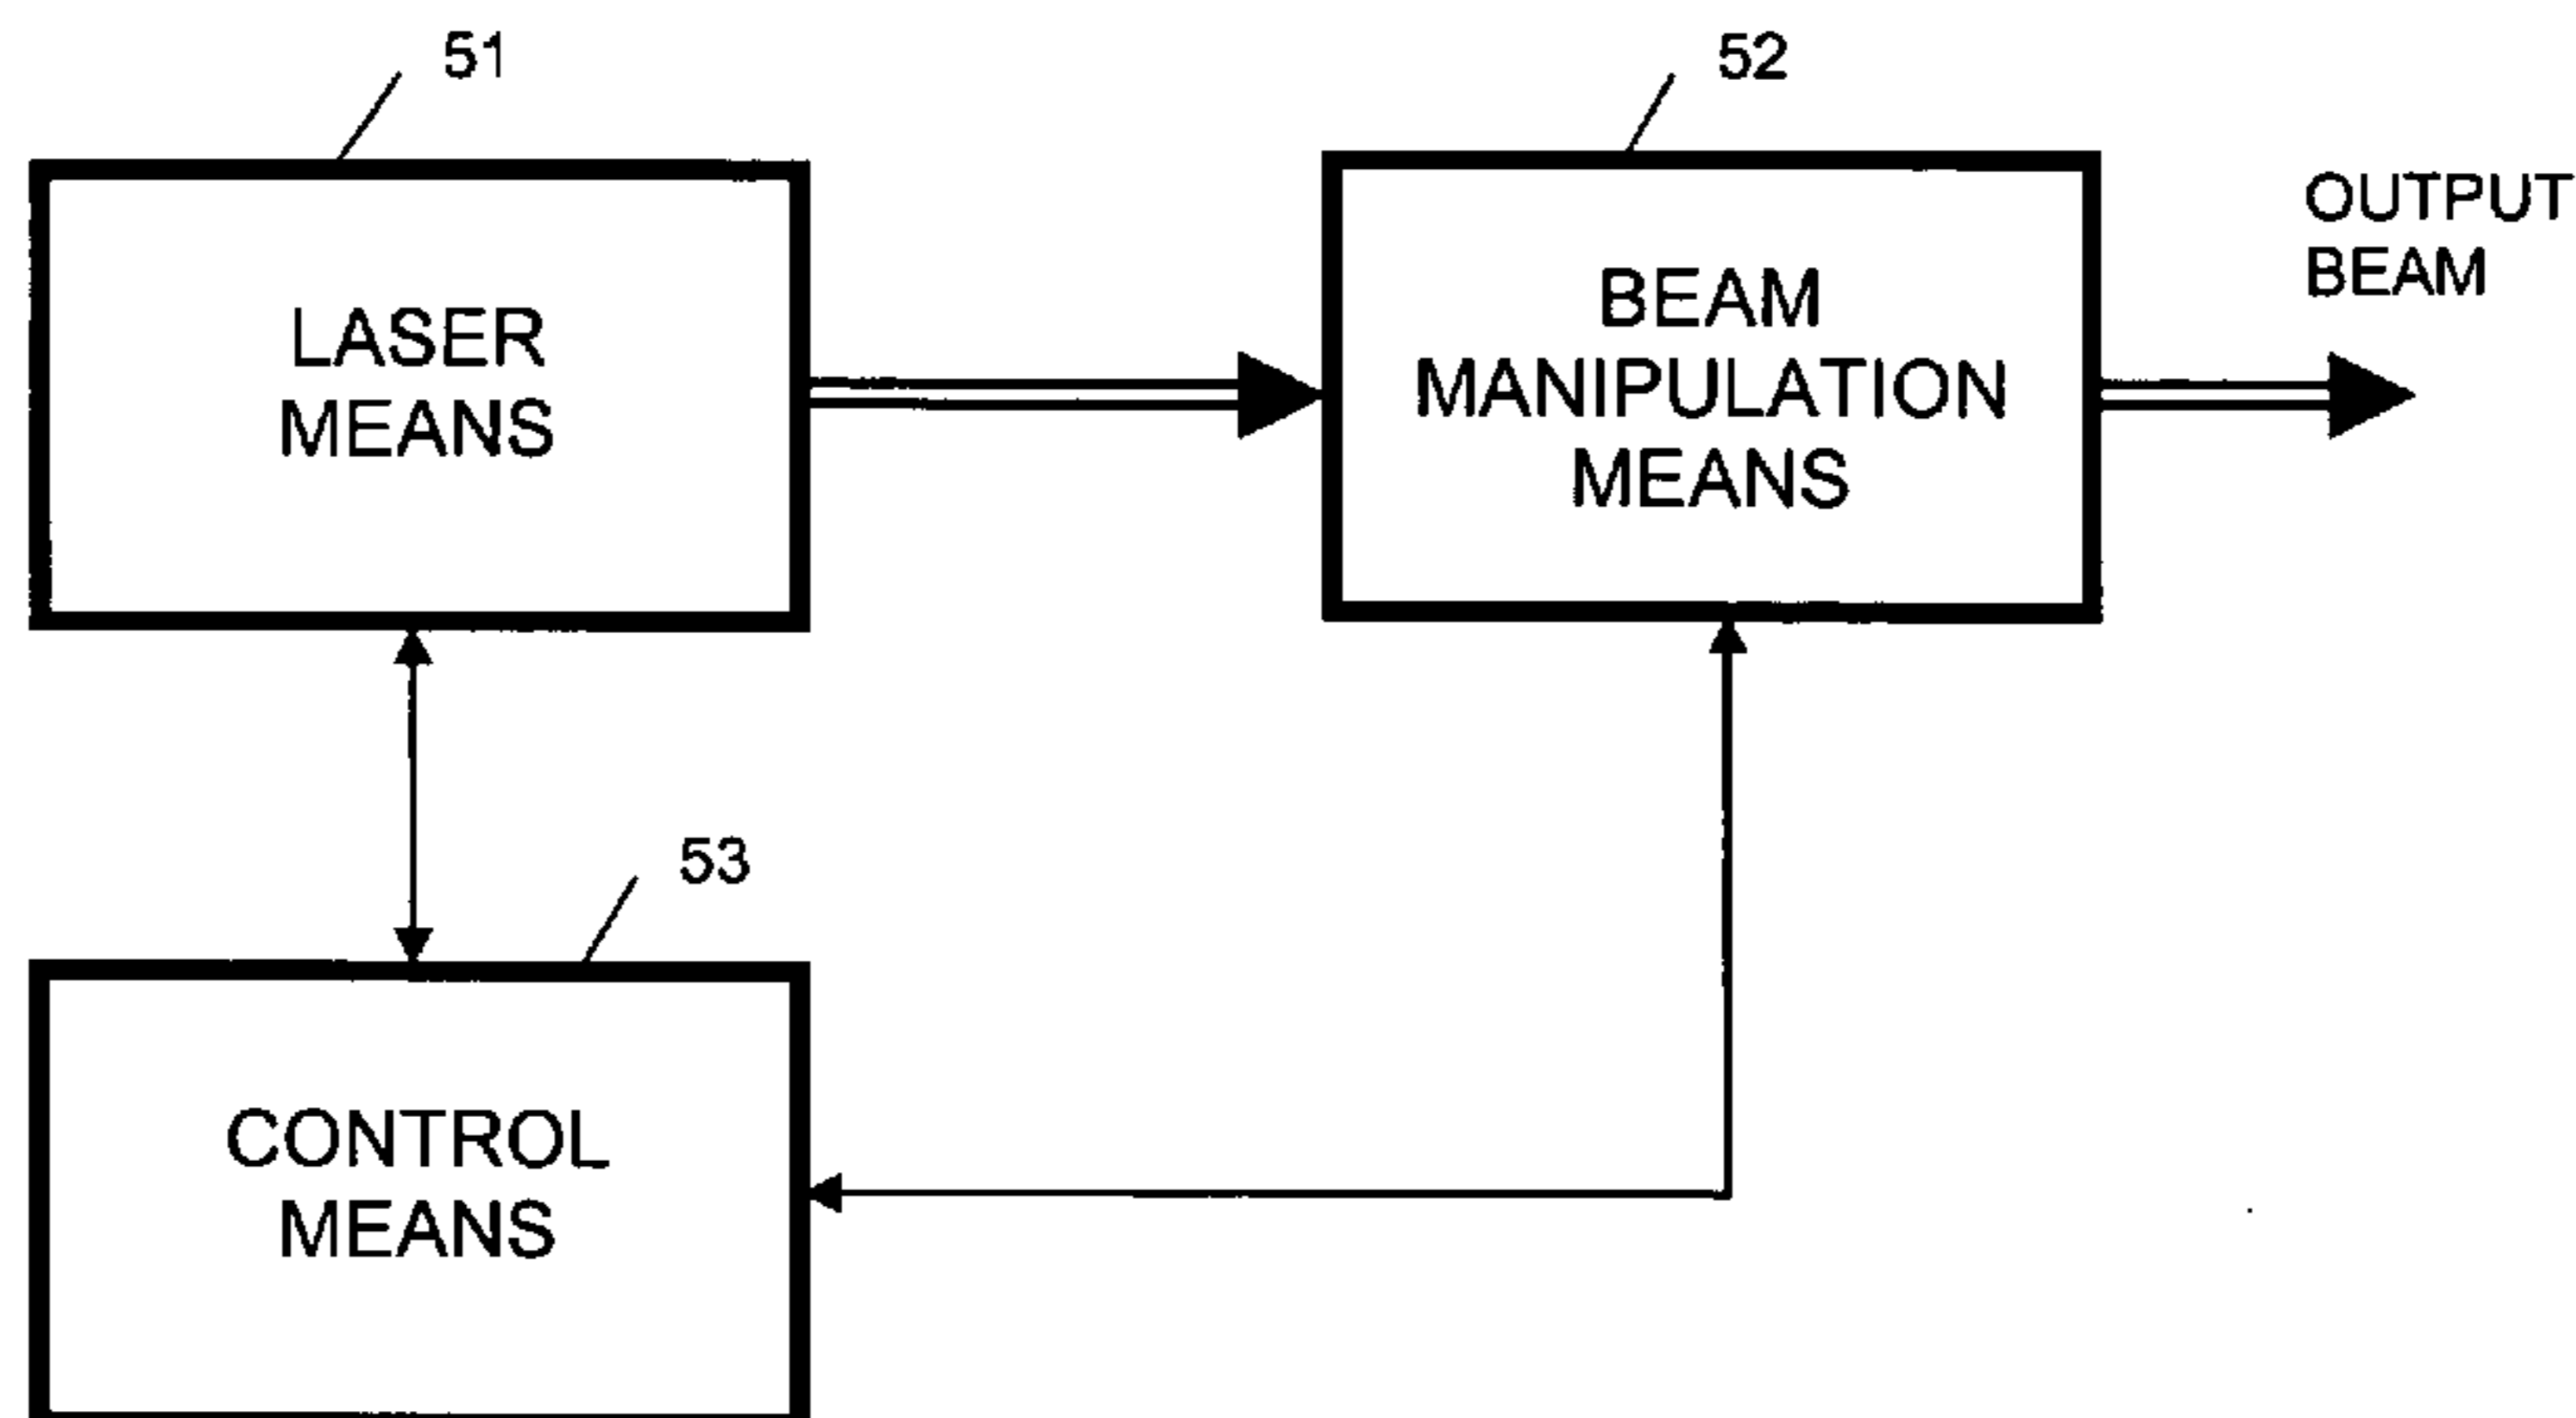 51
52
LASER
MEANS
BEAM
MANIPULATION
MEANS
OUTPUT
BEAM
53
CONTROL
MEANS